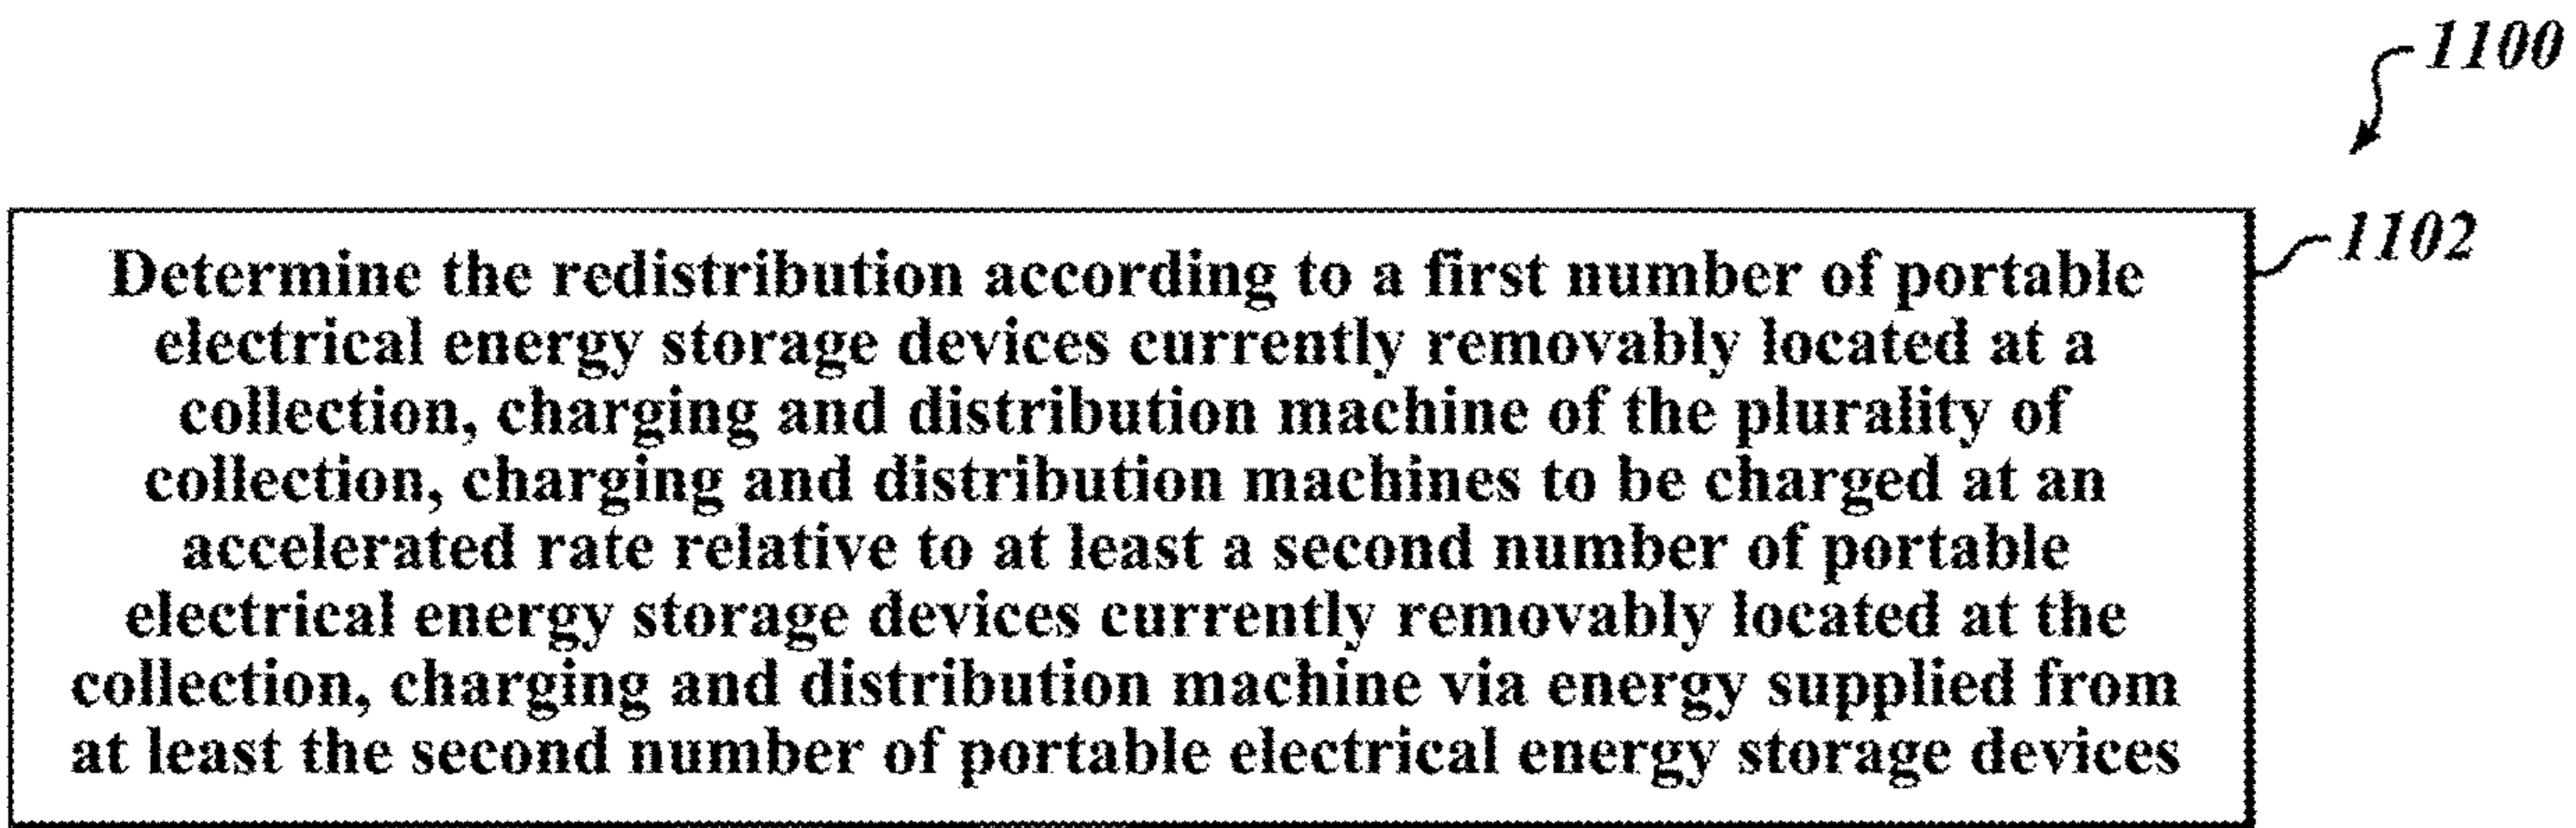 1100
1102
Determine the redistribution according to a first number of portable
electrical energy storage devices currently removably located at a
collection, charging and distribution machine of the plurality of
collection, charging and distribution machines to be charged at an
accelerated rate relative to at least a second number of portable
electrical energy storage devices currently removably located at the
collection, charging and distribution machine via energy supplied from
at least the second number of portable electrical energy storage devices